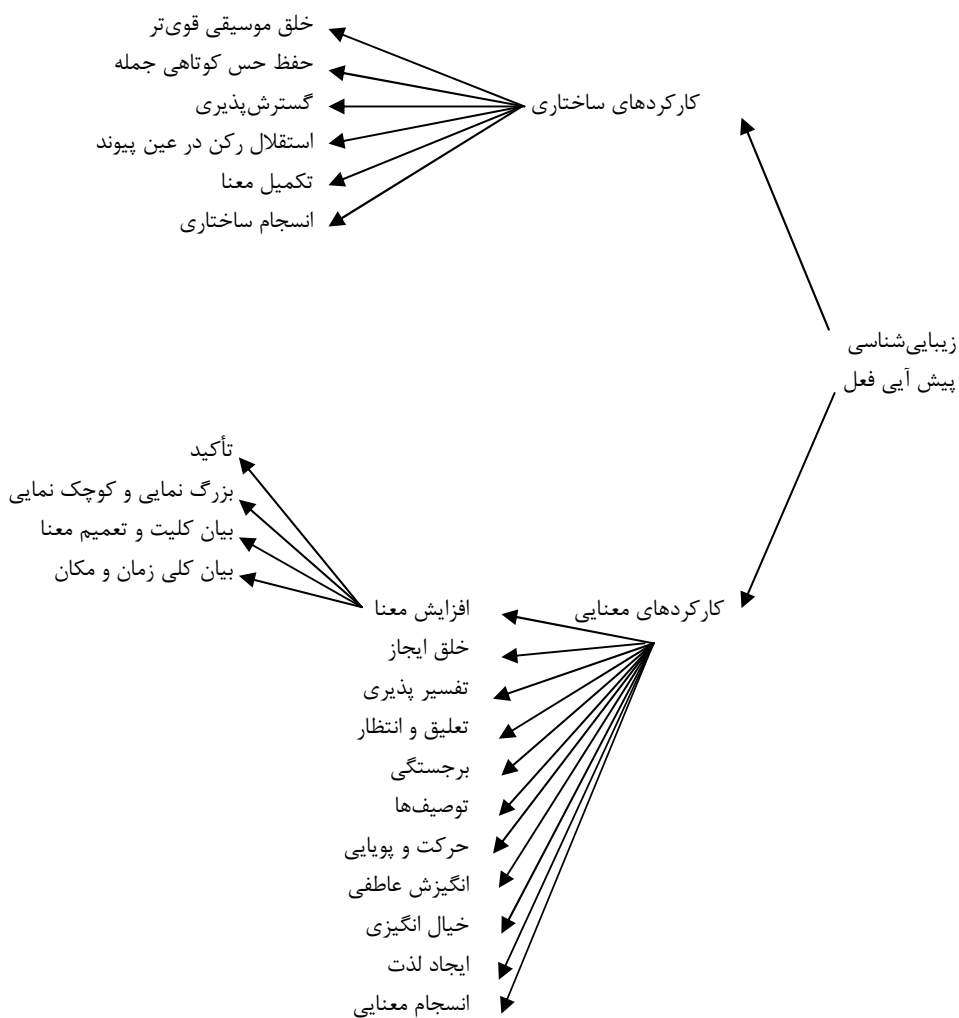 خلق موسیقی قوی‌تر
حفظ حس کوتاهی جمله
کارکردهای ساختاری
گسترش‌پذیری
استقلال رکن در عین پیوند
تکمیل معنا
انسجام ساختاری
زیبایی‌شناسی
پیش آیی فعل
تأکید
بزرگ نمایی و کوچک نمایی
بیان کلیت و تعمیم معنا
بیان کلی زمان و مکان
کارکردهای معنایی
افزایش معنا
خلق ایجاز
تفسیر پذیری
تعلیق و انتظار
برجستگی
توصیف‌ها
حرکت و پویایی
انگیزش عاطفی
خیال انگیزی
ایجاد لذت
انسجام معنایی